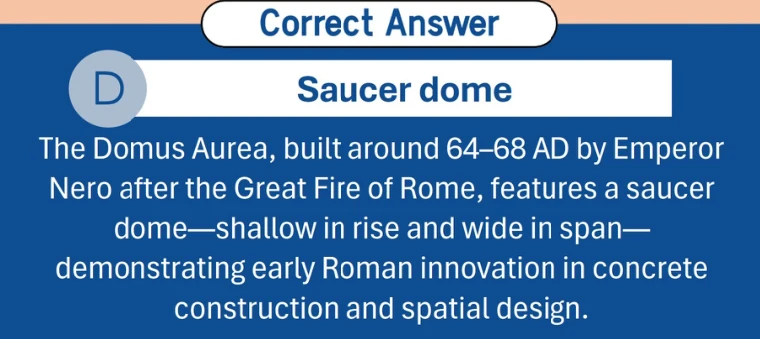 Correct Answer
D
Saucer dome
The Domus Aurea, built around 64–68 AD by Emperor
Nero after the Great Fire of Rome, features a saucer
dome—shallow in rise and wide in span—
demonstrating early Roman innovation in concrete
construction and spatial design.